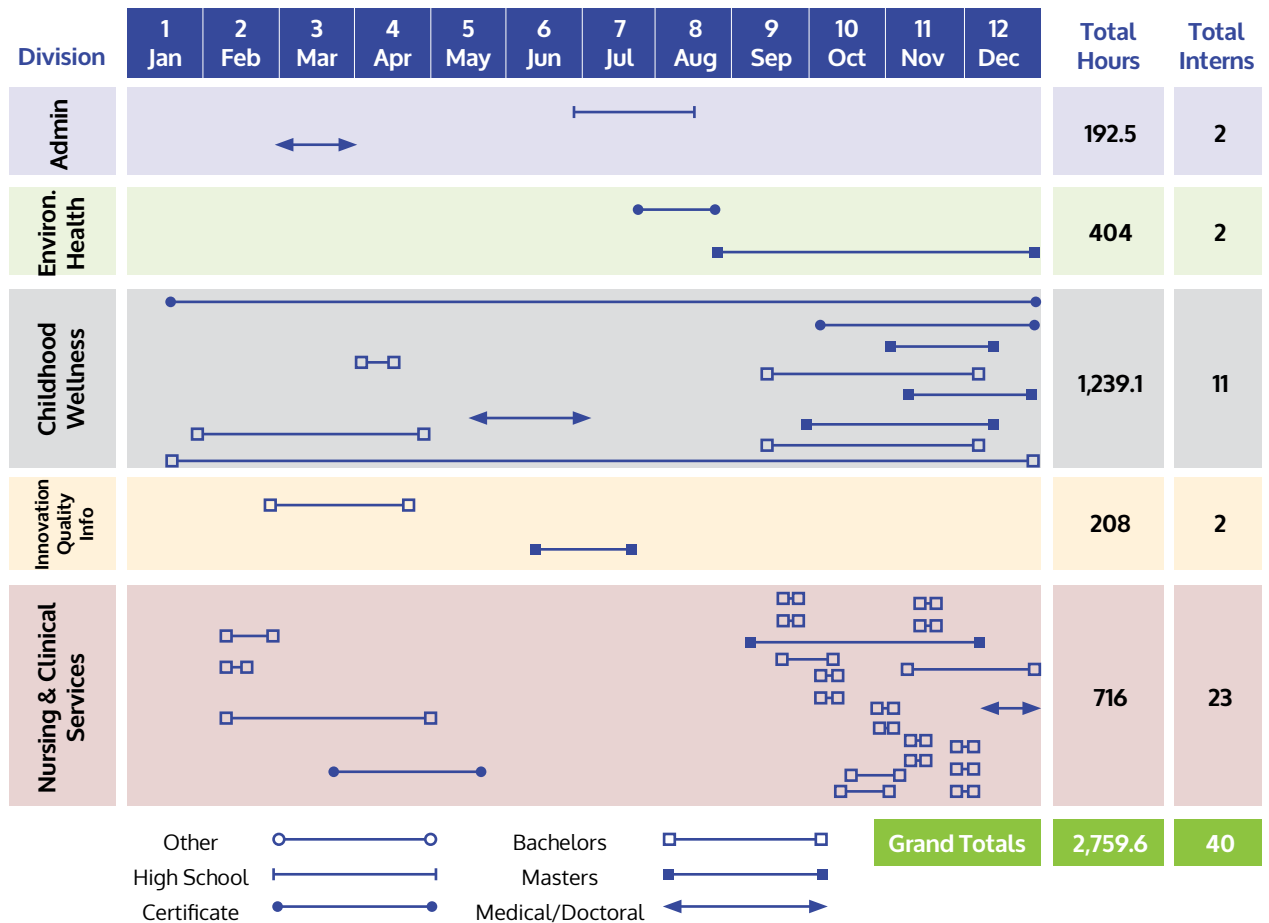 Division
1 2 3 4 5 6 7 8 9 10 11 12
Jan Feb Mar Apr May Jun Jul Aug Sep Oct Nov Dec
Total
Hours
Total
Interns
Admin
192.5
2
Environ.
Health
404
2
Childhood
Wellness
1,239.1
11
Innovation
Quality
Info
208
2
Nursing & Clinical
Services
716
23
Other
High School
Certificate
Bachelors
Masters
Medical/Doctoral
Grand Totals
2,759.6
40